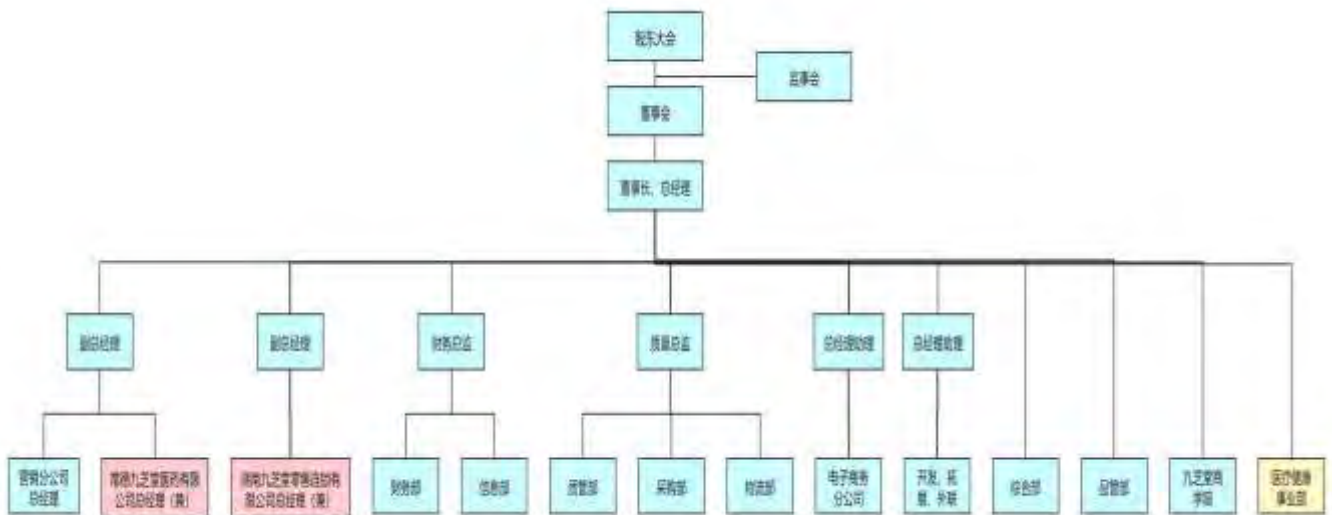 股东大会
监事会
董事会
董事长、总经理
副总经理
副总经理
财务总监
质量总监
总经理助理
总经理助理
营销分公司
总经理
常德九芝堂医药有限
公司总经理（兼）
湖南九芝堂零售连锁有
限公司总经理（兼）
财务部
信息部
质管部
采购部
物流部
电子商务
分公司
开发、拓
展、外联
综合部
品管部
九芝堂商
学院
医疗健康
事业部